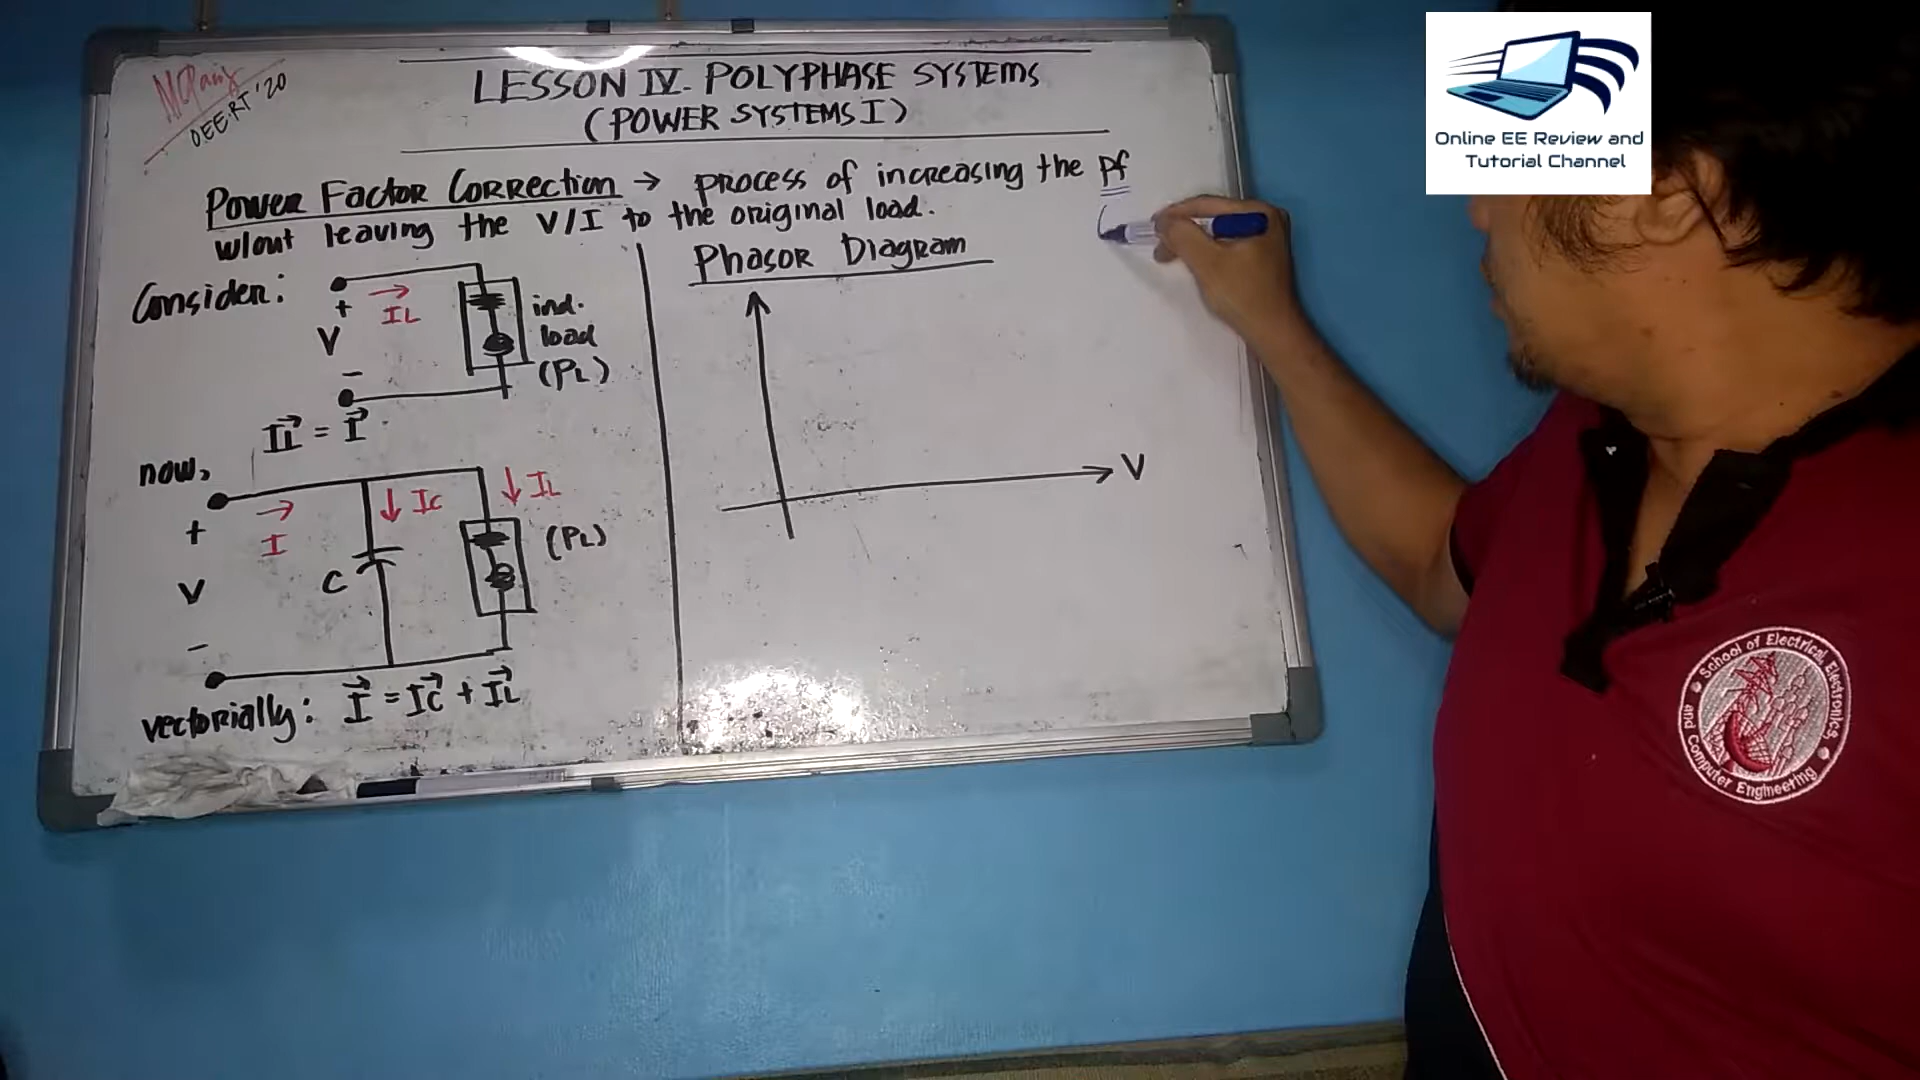 OEE-RT '20
LESSON IV. POLYPHASE SYSTEMS
(POWER SYSTEMS I)
Power Factor Correction → process of increasing the pf
w/out leaving the V/I to the original load.
Consider:
+
V
-
IL
ind.
load
(PL)
IL = I
now,
+
V
-
I
C
IC
IL
(PL)
vectorially: I = IC + IL
Phasor Diagram
V
Online EE Review and
Tutorial Channel
School of Electrical, Electronics,
and Computer Engineering